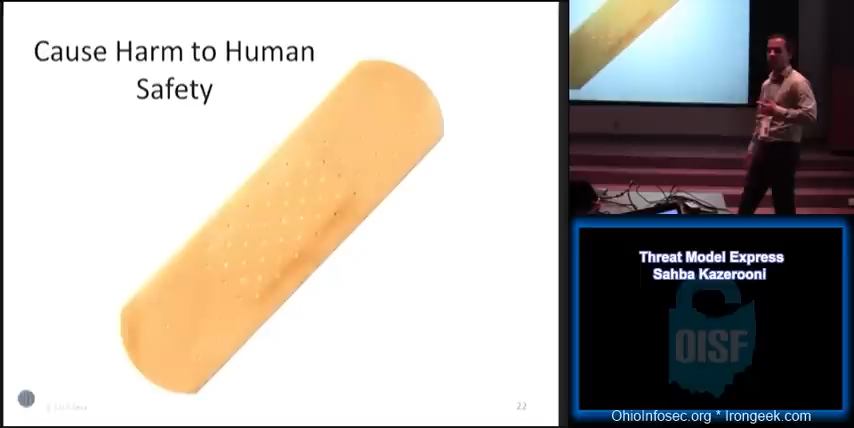 Cause Harm to Human
Safety
22
Threat Model Express
Sahba Kazerooni
OISF
OhioInfosec.org * Irongeek.com